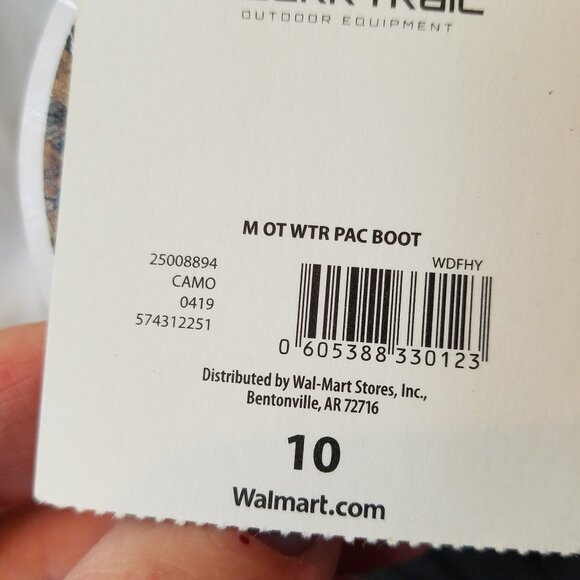 TRAIL
OUTDOOR EQUIPMENT
M OT WTR PAC BOOT
25008894
CAMO
0419
574312251
WDFHY
0 605388 330123
Distributed by Wal-Mart Stores, Inc.,
Bentonville, AR 72716
10
Walmart.com